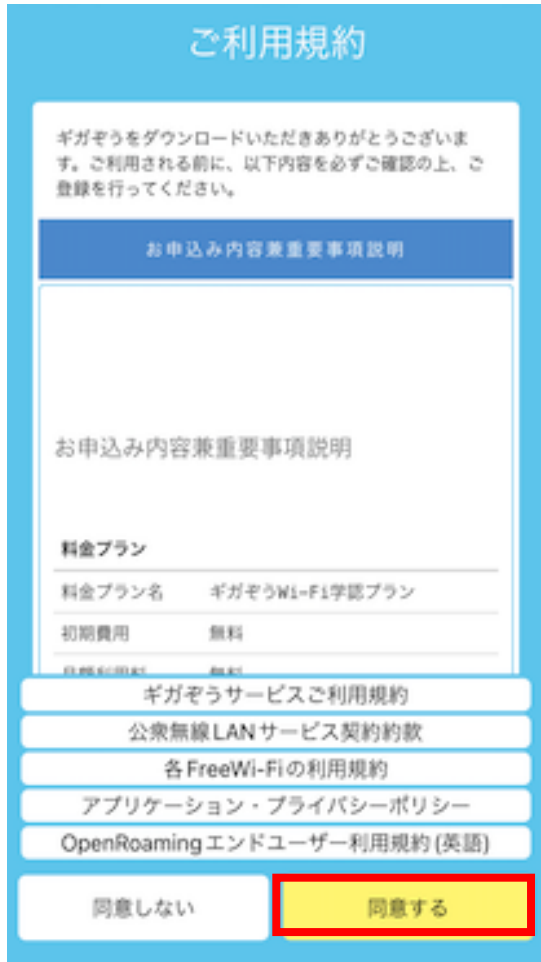 ご利用規約
ギガぞうをダウンロードいただきありがとうございま
す。ご利用される前に、以下内容を必ずご確認の上、ご
登録を行ってください。
お申込み内容兼重要事項説明
お申込み内容兼重要事項説明
料金プラン
料金プラン名 ギガぞうWi-Fi学認プラン
初期費用 無料
月額利用料 無料
ギガぞうサービスご利用規約
公衆無線LANサービス契約約款
各FreeWi-Fiの利用規約
アプリケーション・プライバシーポリシー
OpenRoamingエンドユーザー利用規約(英語)
同意しない
同意する